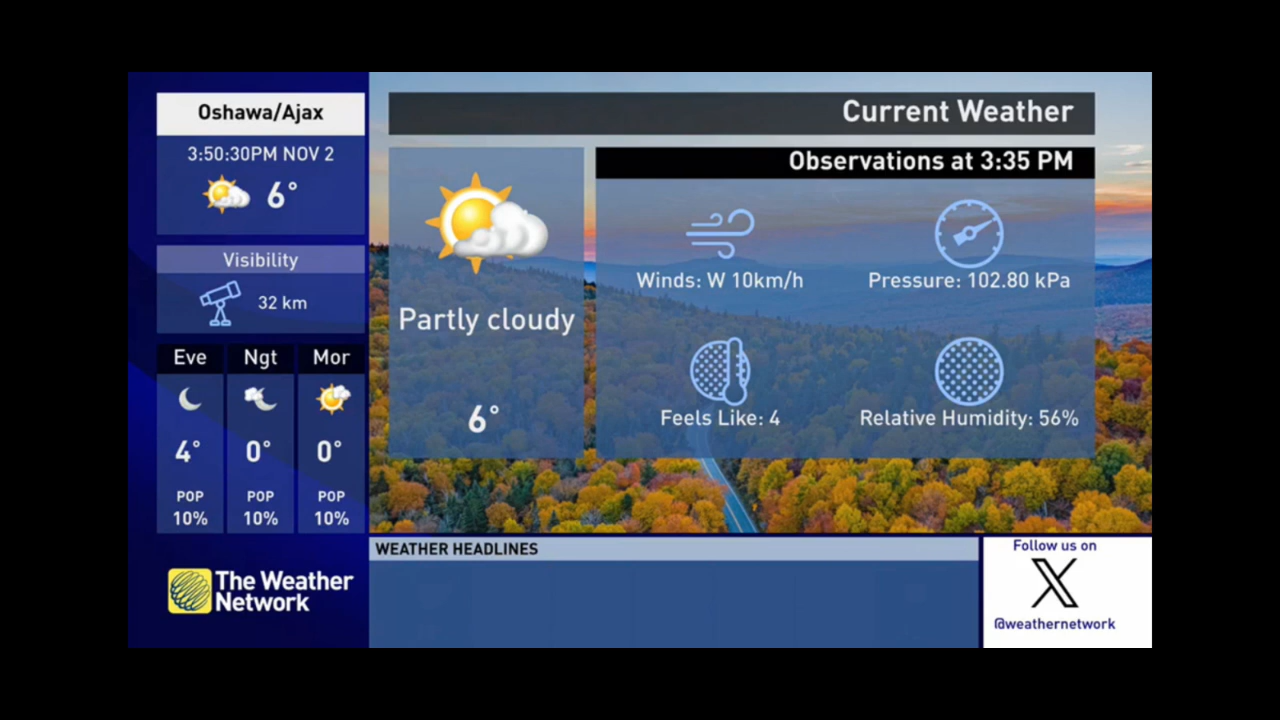 Oshawa/Ajax
3:50:30PM NOV 2
6°
Visibility
32 km
Eve Ngt Mor
4° 0° 0°
POP POP POP
10% 10% 10%
The Weather
Network
Current Weather
Partly cloudy
6°
Observations at 3:35 PM
Winds: W 10km/h
Pressure: 102.80 kPa
Feels Like: 4
Relative Humidity: 56%
WEATHER HEADLINES
Follow us on
X
@weathernetwork